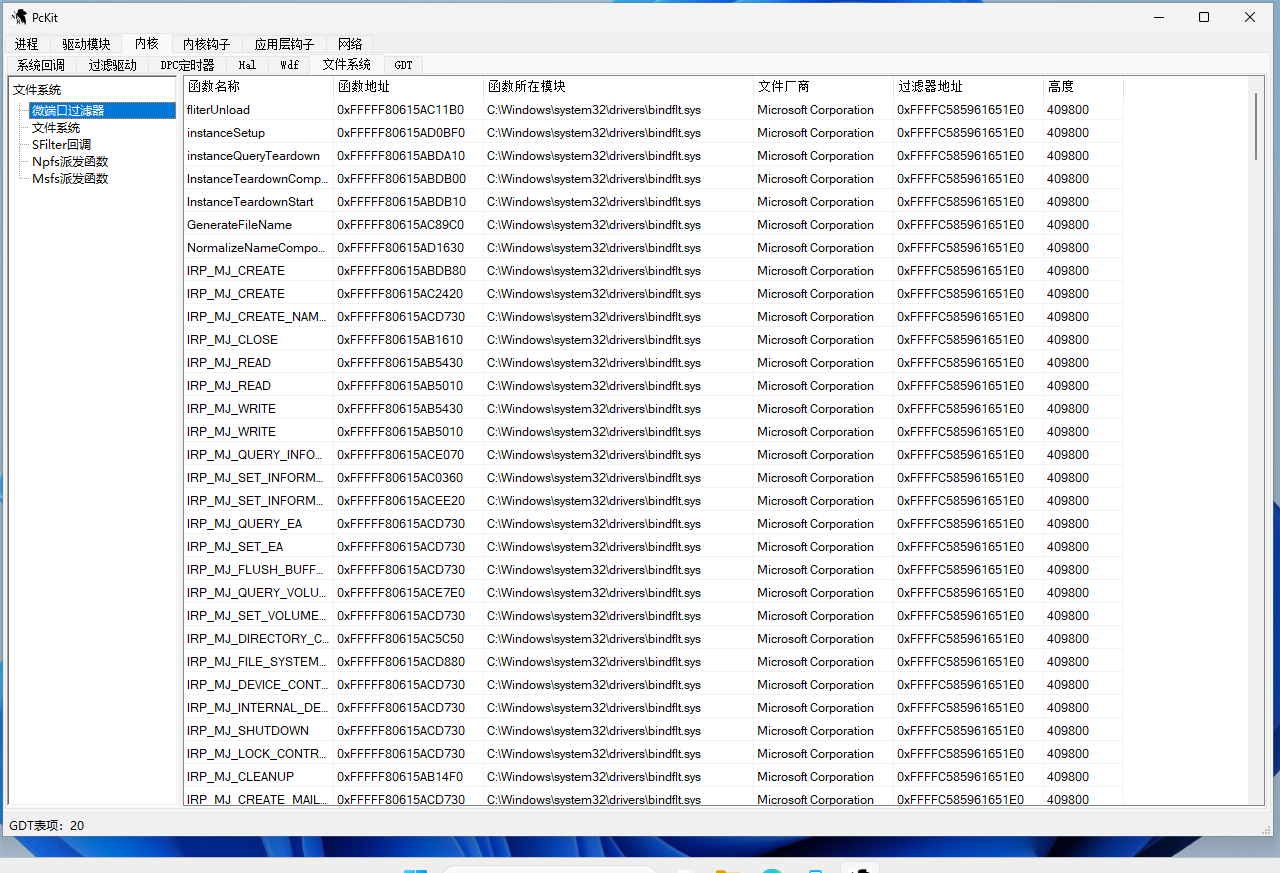 PcKit
进程 驱动模块 内核 内核钩子 应用层钩子 网络
系统回调 过滤驱动 DPC定时器 Hal Wdf 文件系统 GDT
文件系统
微端口过滤器
文件系统
SFilter回调
Npfs派发函数
Msfs派发函数
函数名称 函数地址 函数所在模块 文件厂商 过滤器地址 高度
fliterUnload 0xFFFFF80615AC11B0 C:\Windows\system32\drivers\bindflt.sys Microsoft Corporation 0xFFFFC585961651E0 409800
instanceSetup 0xFFFFF80615AD0BF0 C:\Windows\system32\drivers\bindflt.sys Microsoft Corporation 0xFFFFC585961651E0 409800
instanceQueryTeardown 0xFFFFF80615ABDA10 C:\Windows\system32\drivers\bindflt.sys Microsoft Corporation 0xFFFFC585961651E0 409800
InstanceTeardownComp... 0xFFFFF80615ABDB00 C:\Windows\system32\drivers\bindflt.sys Microsoft Corporation 0xFFFFC585961651E0 409800
InstanceTeardownStart 0xFFFFF80615ABDB10 C:\Windows\system32\drivers\bindflt.sys Microsoft Corporation 0xFFFFC585961651E0 409800
GenerateFileName 0xFFFFF80615AC89C0 C:\Windows\system32\drivers\bindflt.sys Microsoft Corporation 0xFFFFC585961651E0 409800
NormalizeNameCompo... 0xFFFFF80615AD1630 C:\Windows\system32\drivers\bindflt.sys Microsoft Corporation 0xFFFFC585961651E0 409800
IRP_MJ_CREATE 0xFFFFF80615ABDB80 C:\Windows\system32\drivers\bindflt.sys Microsoft Corporation 0xFFFFC585961651E0 409800
IRP_MJ_CREATE 0xFFFFF80615AC2420 C:\Windows\system32\drivers\bindflt.sys Microsoft Corporation 0xFFFFC585961651E0 409800
IRP_MJ_CREATE_NAM... 0xFFFFF80615ACD730 C:\Windows\system32\drivers\bindflt.sys Microsoft Corporation 0xFFFFC585961651E0 409800
IRP_MJ_CLOSE 0xFFFFF80615AB1610 C:\Windows\system32\drivers\bindflt.sys Microsoft Corporation 0xFFFFC585961651E0 409800
IRP_MJ_READ 0xFFFFF80615AB5430 C:\Windows\system32\drivers\bindflt.sys Microsoft Corporation 0xFFFFC585961651E0 409800
IRP_MJ_READ 0xFFFFF80615AB5010 C:\Windows\system32\drivers\bindflt.sys Microsoft Corporation 0xFFFFC585961651E0 409800
IRP_MJ_WRITE 0xFFFFF80615AB5430 C:\Windows\system32\drivers\bindflt.sys Microsoft Corporation 0xFFFFC585961651E0 409800
IRP_MJ_WRITE 0xFFFFF80615AB5010 C:\Windows\system32\drivers\bindflt.sys Microsoft Corporation 0xFFFFC585961651E0 409800
IRP_MJ_QUERY_INFO... 0xFFFFF80615ACE070 C:\Windows\system32\drivers\bindflt.sys Microsoft Corporation 0xFFFFC585961651E0 409800
IRP_MJ_SET_INFORM... 0xFFFFF80615AC0360 C:\Windows\system32\drivers\bindflt.sys Microsoft Corporation 0xFFFFC585961651E0 409800
IRP_MJ_SET_INFORM... 0xFFFFF80615ACEE20 C:\Windows\system32\drivers\bindflt.sys Microsoft Corporation 0xFFFFC585961651E0 409800
IRP_MJ_QUERY_EA 0xFFFFF80615ACD730 C:\Windows\system32\drivers\bindflt.sys Microsoft Corporation 0xFFFFC585961651E0 409800
IRP_MJ_SET_EA 0xFFFFF80615ACD730 C:\Windows\system32\drivers\bindflt.sys Microsoft Corporation 0xFFFFC585961651E0 409800
IRP_MJ_FLUSH_BUFF... 0xFFFFF80615ACD730 C:\Windows\system32\drivers\bindflt.sys Microsoft Corporation 0xFFFFC585961651E0 409800
IRP_MJ_QUERY_VOLU... 0xFFFFF80615ACE7E0 C:\Windows\system32\drivers\bindflt.sys Microsoft Corporation 0xFFFFC585961651E0 409800
IRP_MJ_SET_VOLUME... 0xFFFFF80615ACD730 C:\Windows\system32\drivers\bindflt.sys Microsoft Corporation 0xFFFFC585961651E0 409800
IRP_MJ_DIRECTORY_C... 0xFFFFF80615AC5C50 C:\Windows\system32\drivers\bindflt.sys Microsoft Corporation 0xFFFFC585961651E0 409800
IRP_MJ_FILE_SYSTEM... 0xFFFFF80615ACD880 C:\Windows\system32\drivers\bindflt.sys Microsoft Corporation 0xFFFFC585961651E0 409800
IRP_MJ_DEVICE_CONT... 0xFFFFF80615ACD730 C:\Windows\system32\drivers\bindflt.sys Microsoft Corporation 0xFFFFC585961651E0 409800
IRP_MJ_INTERNAL_DE... 0xFFFFF80615ACD730 C:\Windows\system32\drivers\bindflt.sys Microsoft Corporation 0xFFFFC585961651E0 409800
IRP_MJ_SHUTDOWN 0xFFFFF80615ACD730 C:\Windows\system32\drivers\bindflt.sys Microsoft Corporation 0xFFFFC585961651E0 409800
IRP_MJ_LOCK_CONTR... 0xFFFFF80615ACD730 C:\Windows\system32\drivers\bindflt.sys Microsoft Corporation 0xFFFFC585961651E0 409800
IRP_MJ_CLEANUP 0xFFFFF80615AB14F0 C:\Windows\system32\drivers\bindflt.sys Microsoft Corporation 0xFFFFC585961651E0 409800
IRP_MJ_CREATE_MAIL... 0xFFFFF80615ACD730 C:\Windows\system32\drivers\bindflt.sys Microsoft Corporation 0xFFFFC585961651E0 409800
GDT表项：20